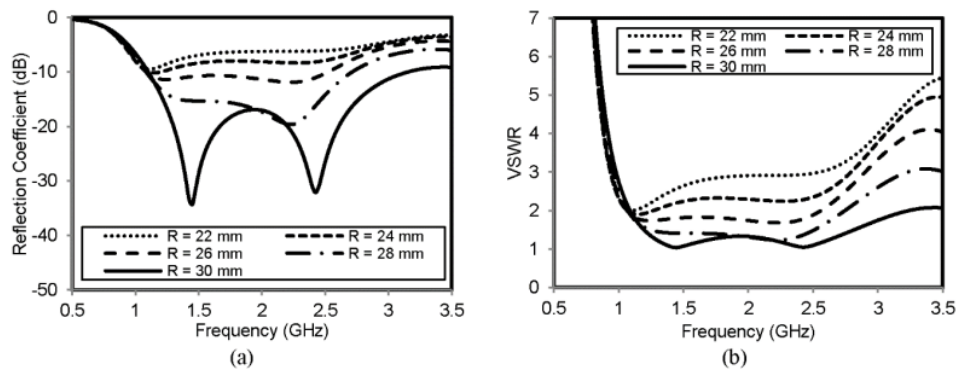 0
-10
-20
-30
-40
-50
Reflection Coefficient (dB)
R = 22 mm
R = 24 mm
R = 26 mm
R = 28 mm
R = 30 mm
0.5 1 1.5 2 2.5 3 3.5
Frequency (GHz)
(a)
7
6
5
4
3
2
1
0
VSWR
R = 22 mm
R = 24 mm
R = 26 mm
R = 28 mm
R = 30 mm
0.5 1 1.5 2 2.5 3 3.5
Frequency (GHz)
(b)